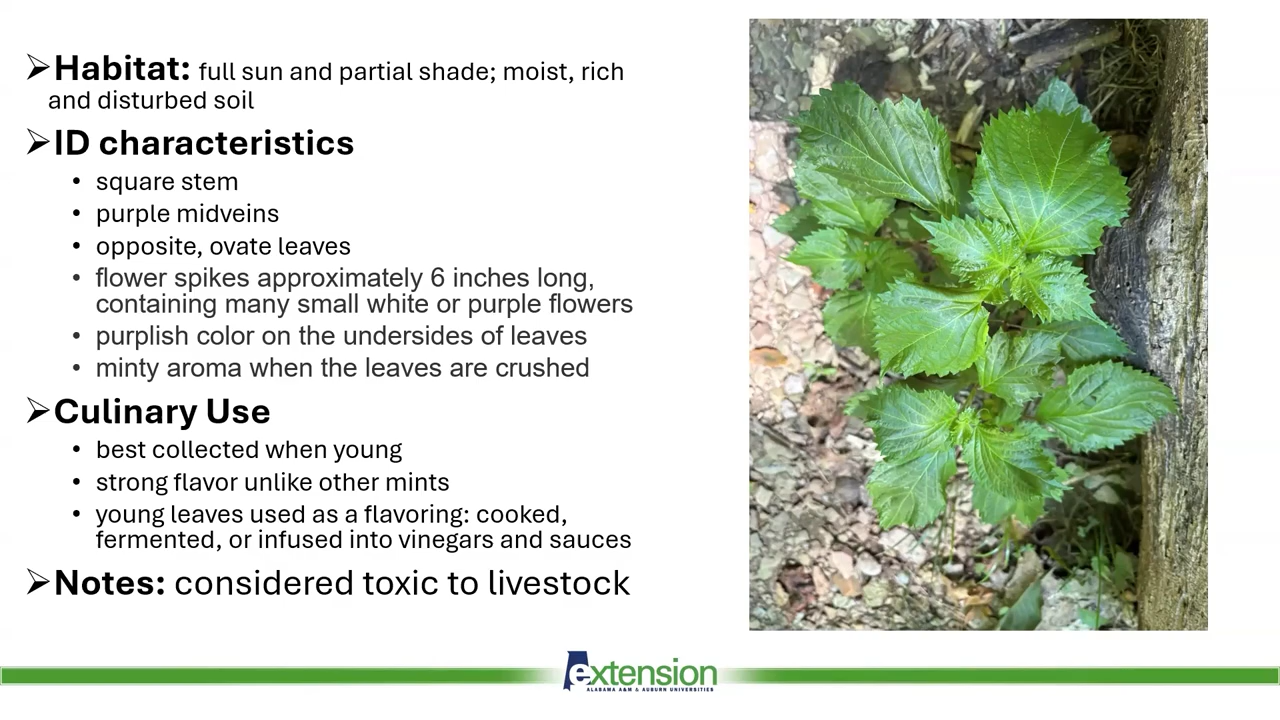 ➢Habitat: full sun and partial shade; moist, rich
and disturbed soil
➢ID characteristics
• square stem
• purple midveins
• opposite, ovate leaves
• flower spikes approximately 6 inches long,
containing many small white or purple flowers
• purplish color on the undersides of leaves
• minty aroma when the leaves are crushed
➢Culinary Use
• best collected when young
• strong flavor unlike other mints
• young leaves used as a flavoring: cooked,
fermented, or infused into vinegars and sauces
➢Notes: considered toxic to livestock
extension
ALABAMA A&M & AUBURN UNIVERSITIES